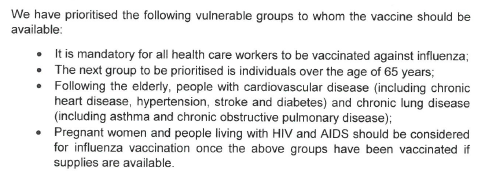 We have prioritised the following vulnerable groups to whom the vaccine should be
available:
• It is mandatory for all health care workers to be vaccinated against influenza;
• The next group to be prioritised is individuals over the age of 65 years;
• Following the elderly, people with cardiovascular disease (including chronic
heart disease, hypertension, stroke and diabetes) and chronic lung disease
(including asthma and chronic obstructive pulmonary disease);
• Pregnant women and people living with HIV and AIDS should be considered
for influenza vaccination once the above groups have been vaccinated if
supplies are available.